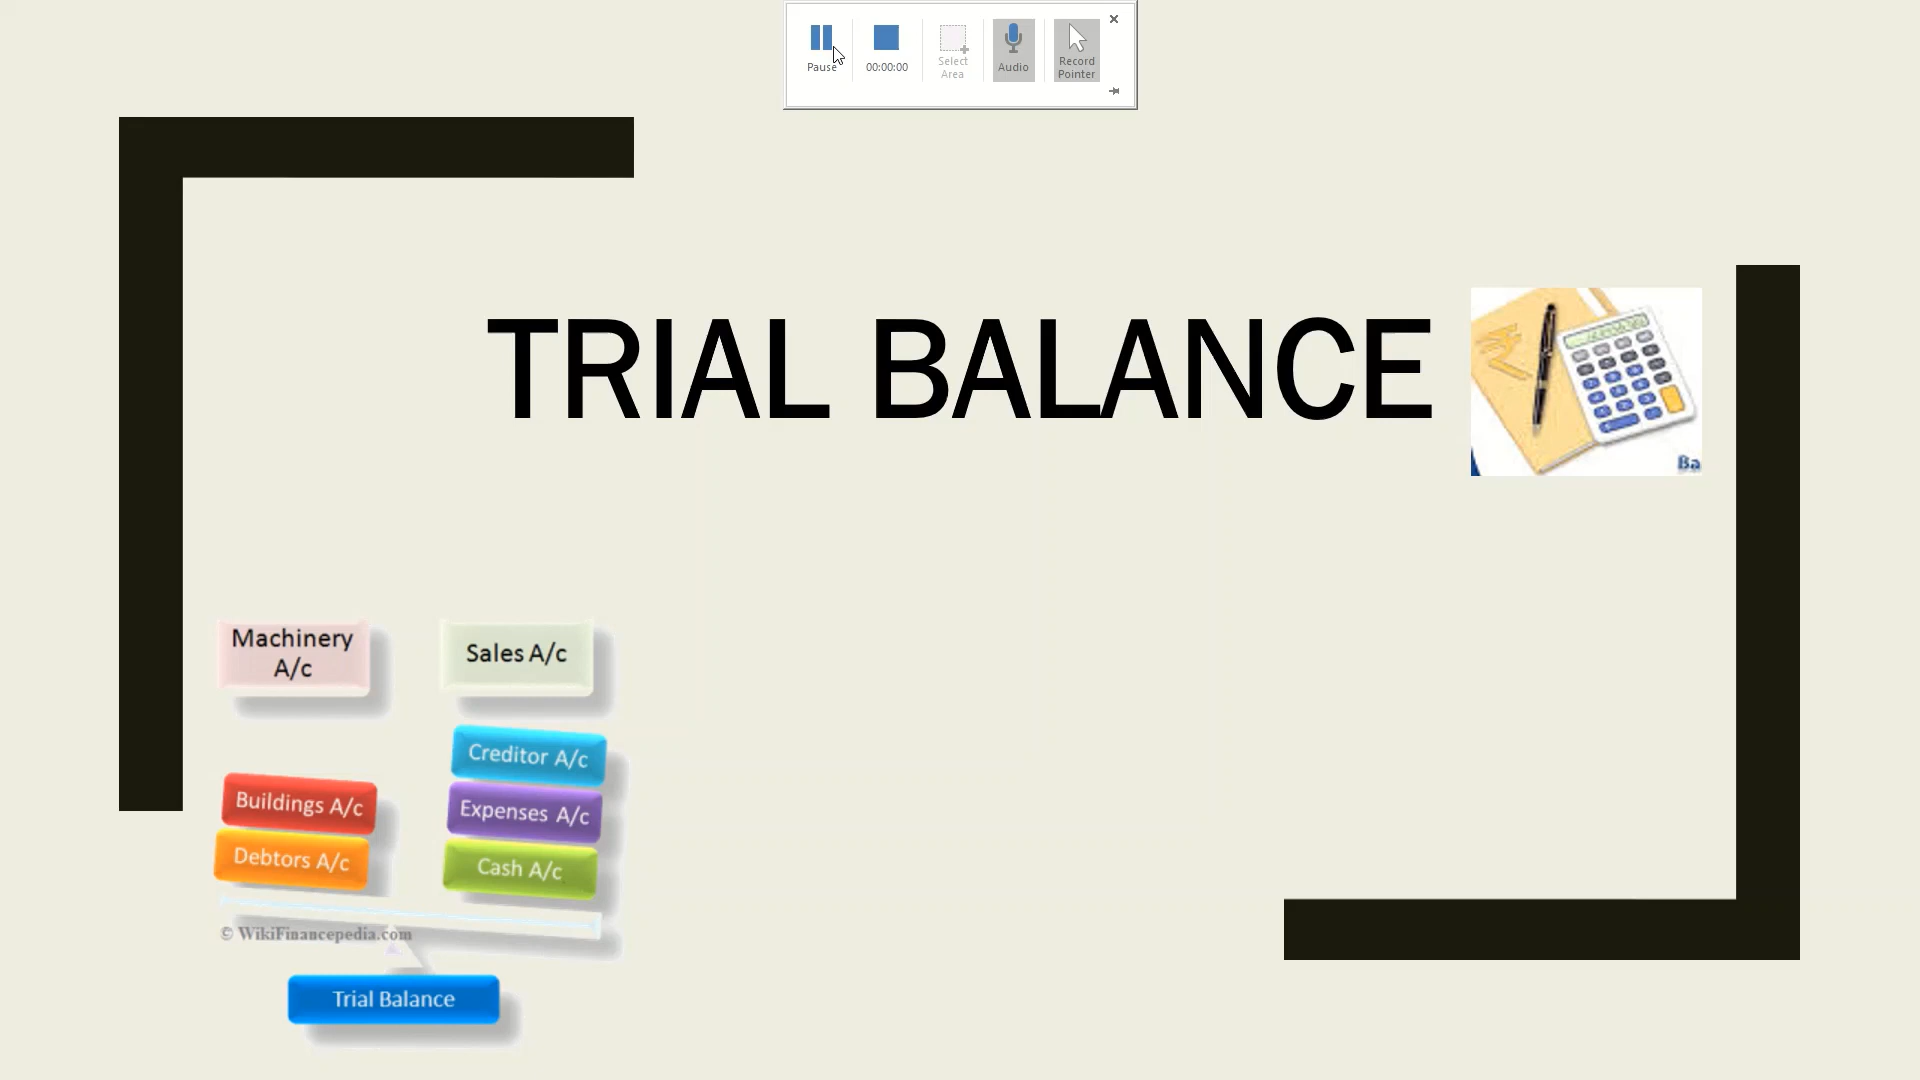 Pause
00:00:00
Select
Area
Audio
Record
Pointer
TRIAL BALANCE
Ba
Machinery
A/c
Sales A/c
Creditor A/c
Buildings A/c
Expenses A/c
Debtors A/c
Cash A/c
© WikiFinancepedia.com
Trial Balance